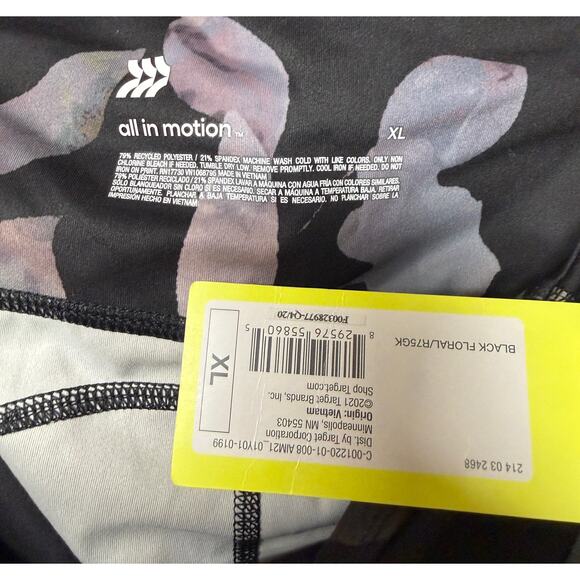 all in motion™
XL
79% RECYCLED POLYESTER / 21% SPANDEX. MACHINE WASH COLD WITH LIKE COLORS. ONLY NON
CHLORINE BLEACH IF NEEDED. TUMBLE DRY LOW. REMOVE PROMPTLY. COOL IRON IF NEEDED. DO NOT
IRON ON PRINT. RN17730 VN1068795 MADE IN VIETNAM
79% POLIÉSTER RECICLADO / 21% SPANDEX LAVAR A MÁQUINA CON AGUA FRÍA CON COLORES SIMILARES.
SÓLO BLANQUEADOR SIN CLORO SI ES NECESARIO. SECAR A MÁQUINA A TEMPERATURA BAJA. RETIRAR
OPORTUNAMENTE. PLANCHAR A BAJA TEMPERATURA SI ES NECESARIO. NO PLANCHAR SOBRE LA
IMPRESIÓN HECHO EN VIETNAM
214 03 2468
BLACK FLORAL/R75GK
C-001220-01-008 AIM21_01Y01-0199
Dist. by Target Corporation
Minneapolis, MN 55403
Origin: Vietnam
©2021 Target Brands, Inc.
Shop Target.com
8 29576 55860 5
F00328977-Q4/20
XL